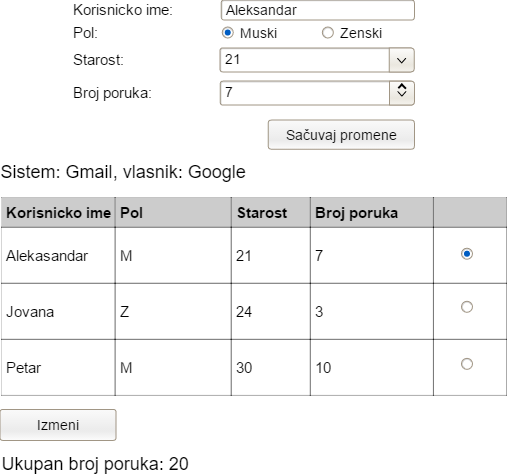 Korisnicko ime: Aleksandar
Pol: Muski Zenski
Starost: 21
Broj poruka: 7
Sačuvaj promene
Sistem: Gmail, vlasnik: Google
Korisnicko ime Pol Starost Broj poruka
Alekasandar M 21 7
Jovana Z 24 3
Petar M 30 10
Izmeni
Ukupan broj poruka: 20